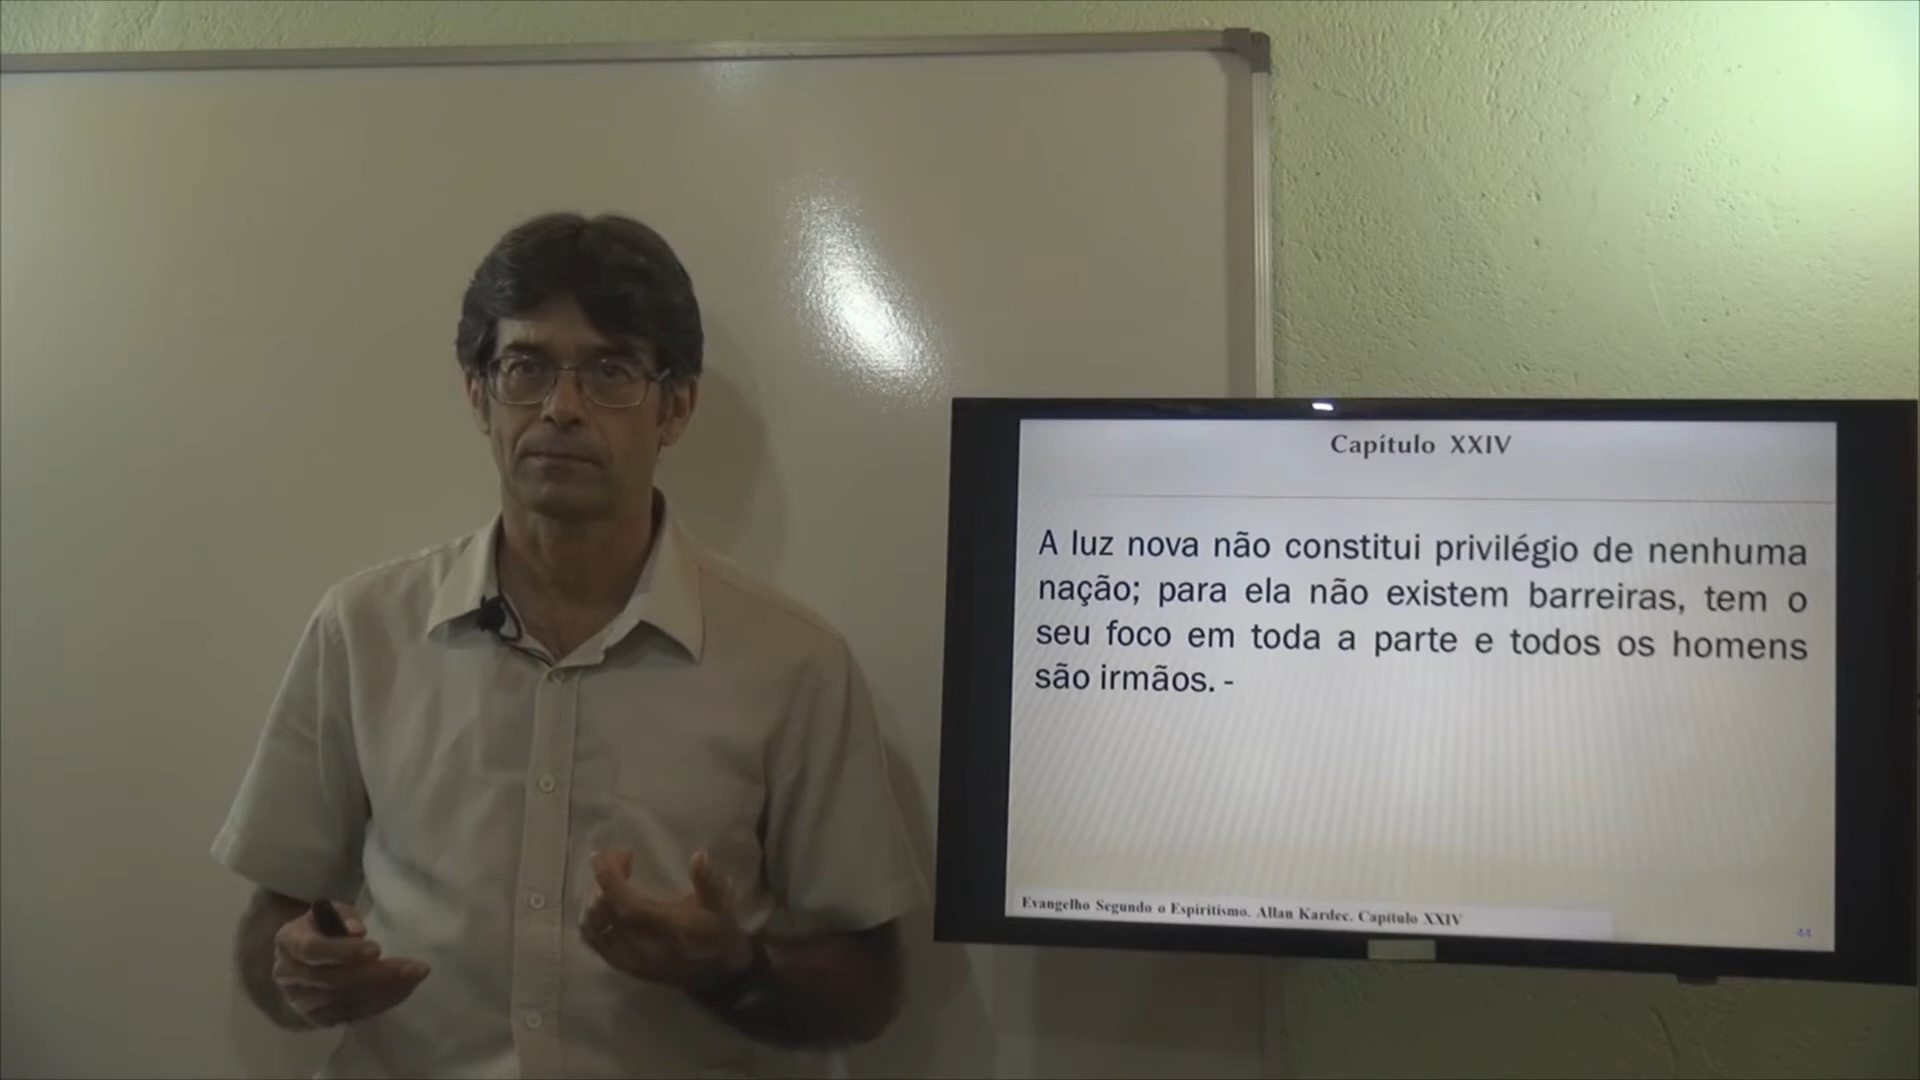 Capítulo XXIV
A luz nova não constitui privilégio de nenhuma
nação; para ela não existem barreiras, tem o
seu foco em toda a parte e todos os homens
são irmãos. -
Evangelho Segundo o Espiritismo. Allan Kardec. Capítulo XXIV
44